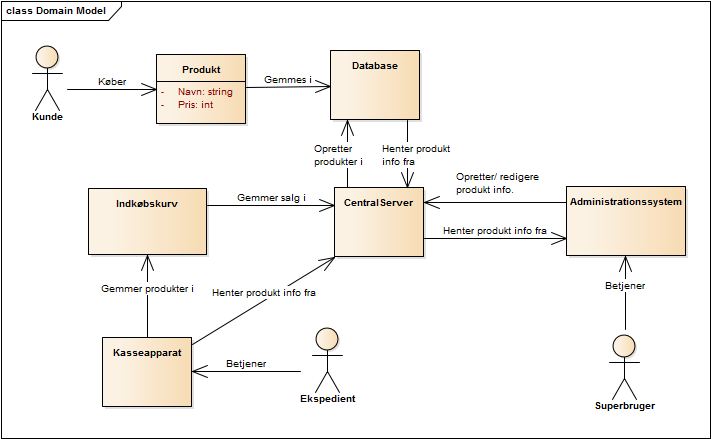 class Domain Model
Kunde
Køber
Produkt
- Navn: string
- Pris: int
Gemmes i
Database
Opretter
produkter i
Henter produkt
info fra
Indkøbskurv
Gemmer salg i
CentralServer
Opretter/ redigere
produkt info.
Henter produkt info fra
Administrationssystem
Gemmer produkter i
Henter produkt info fra
Betjener
Kasseapparat
Betjener
Ekspedient
Superbruger